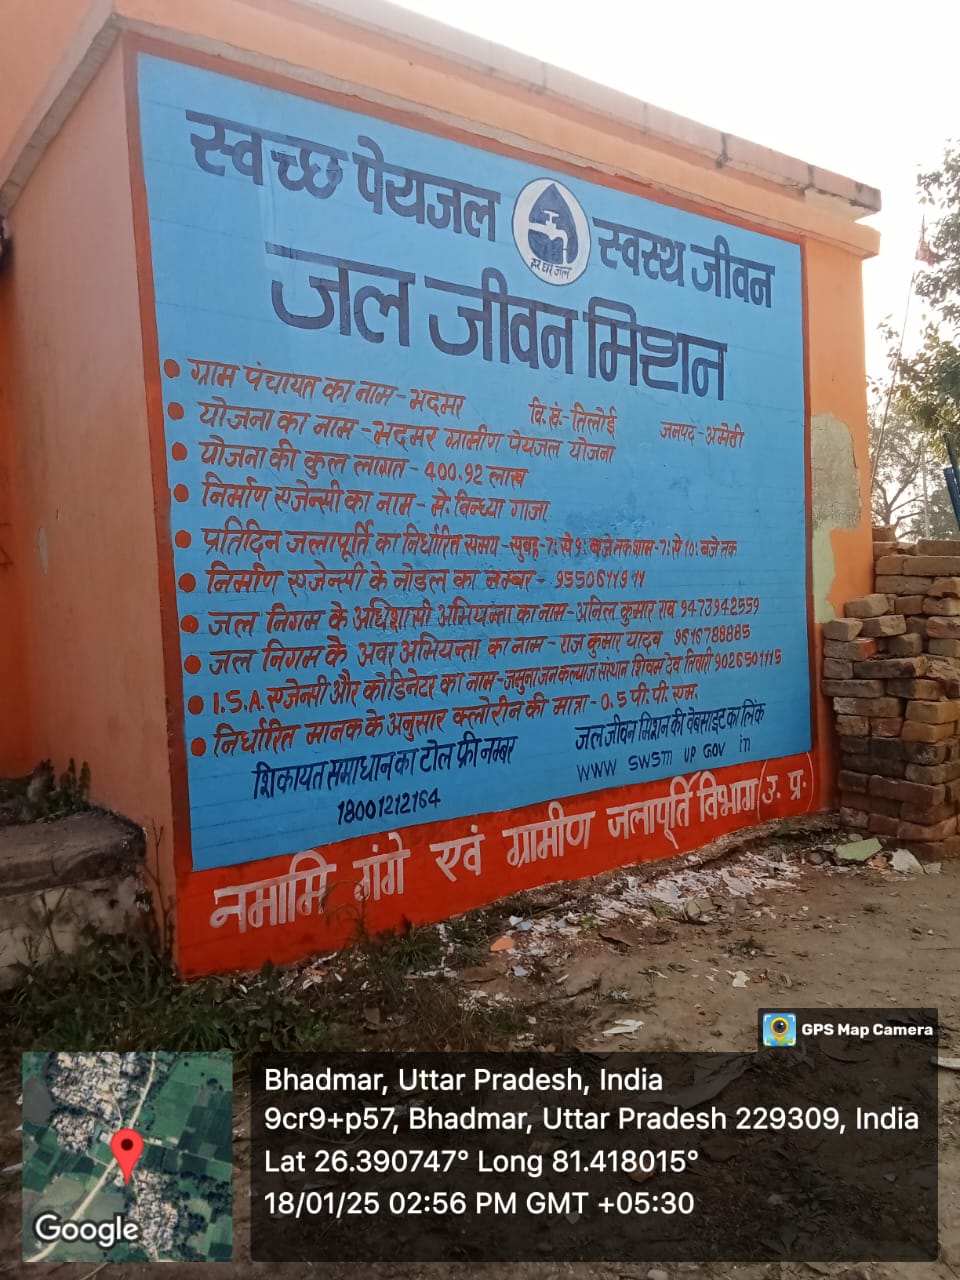 स्वच्छ पेयजल स्वस्थ जीवन
हर घर जल
जल जीवन मिशन
• ग्राम पंचायत का नाम - भदमर वि.खं:- तिलोई जनपद - अमेठी
• योजना का नाम - भदमर ग्रामीण पेयजल योजना
• योजना की कुल लागत - 400.92 लाख
• निर्माण एजेन्सी का नाम - मे. विन्ध्या गाजा
• प्रतिदिन जलापूर्ति का निर्धारित समय - सुबह - 7: से 9: बजे तक शाम - 7: से 10: बजे तक
• निर्माण एजेन्सी के नोडल का नम्बर - 9550611911
• जल निगम के अधिशासी अभियन्ता का नाम - अनिल कुमार राव 9473942559
• जल निगम के अवर अभियन्ता का नाम - राज कुमार यादव 9616788885
• I.S.A एजेन्सी और कोडिनेटर का नाम - जमुना जन कल्याण संस्थान शिवम देव तिवारी 9026501115
• निर्धारित मानक के अनुसार क्लोरीन की मात्रा - 0.5 पी.पी.एम.
शिकायत समाधान का टोल फ्री नम्बर
18001212164
जल जीवन मिशन की वेबसाइट का लिंक
www swsm up gov in
नमामि गंगे एवं ग्रामीण जलापूर्ति विभाग (उ. प्र.)
GPS Map Camera
Bhadmar, Uttar Pradesh, India
9cr9+p57, Bhadmar, Uttar Pradesh 229309, India
Lat 26.390747° Long 81.418015°
18/01/25 02:56 PM GMT +05:30
Google